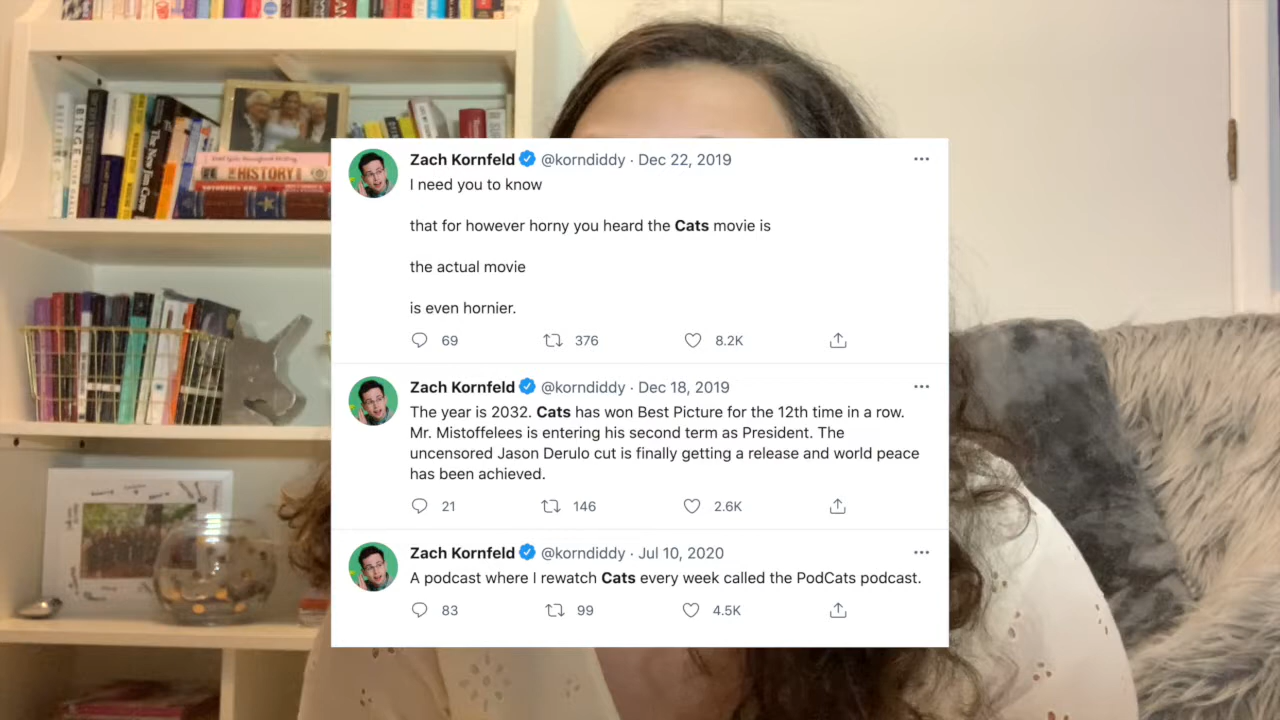 Zach Kornfeld @korndiddy · Dec 22, 2019
I need you to know
that for however horny you heard the Cats movie is
the actual movie
is even hornier.
69 376 8.2K
Zach Kornfeld @korndiddy · Dec 18, 2019
The year is 2032. Cats has won Best Picture for the 12th time in a row.
Mr. Mistoffelees is entering his second term as President. The
uncensored Jason Derulo cut is finally getting a release and world peace
has been achieved.
21 146 2.6K
Zach Kornfeld @korndiddy · Jul 10, 2020
A podcast where I rewatch Cats every week called the PodCats podcast.
83 99 4.5K
The New Jim Crow
HISTORY